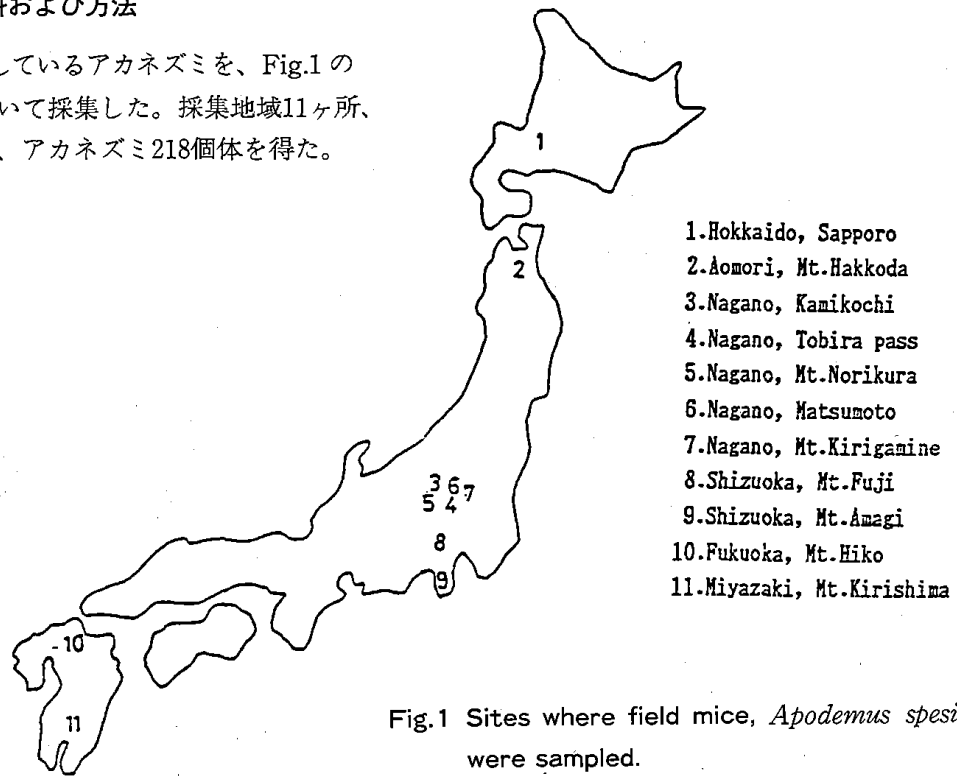 および方法
しているアカネズミを、Fig.1 の
いて採集した。採集地域11ヶ所、
、アカネズミ218個体を得た。
1
2
1.Hokkaido, Sapporo
2.Aomori, Mt.Hakkoda
3.Nagano, Kamikochi
4.Nagano, Tobira pass
5.Nagano, Mt.Norikura
6.Nagano, Matsumoto
7.Nagano, Mt.Kirigamine
8.Shizuoka, Mt.Fuji
9.Shizuoka, Mt.Amagi
10.Fukuoka, Mt.Hiko
11.Miyazaki, Mt.Kirishima
3 6 7
5 4
8
9
10
11
Fig.1 Sites where field mice, Apodemus spesi
were sampled.